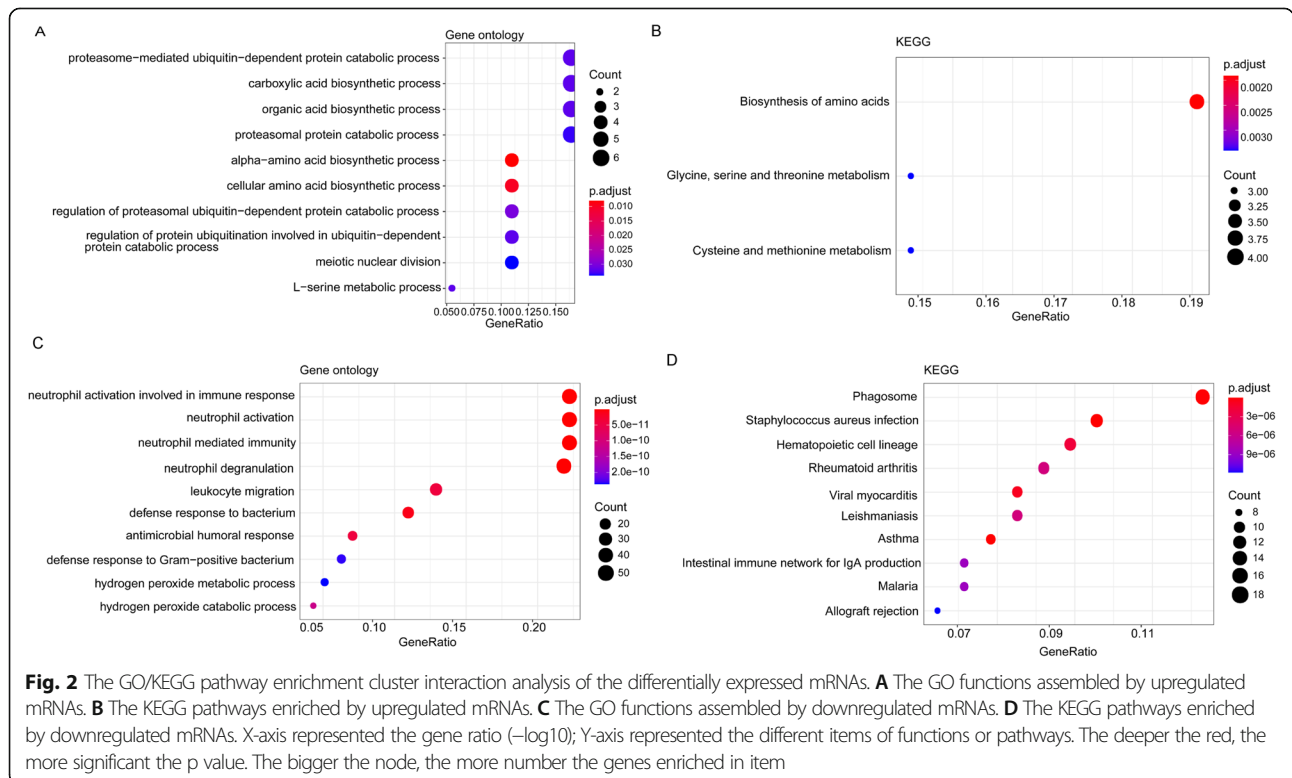 A
Gene ontology
proteasome-mediated ubiquitin-dependent protein catabolic process
carboxylic acid biosynthetic process
organic acid biosynthetic process
proteasomal protein catabolic process
alpha-amino acid biosynthetic process
cellular amino acid biosynthetic process
regulation of proteasomal ubiquitin-dependent protein catabolic process
regulation of protein ubiquitination involved in ubiquitin-dependent
protein catabolic process
meiotic nuclear division
L-serine metabolic process
0.050 0.075 0.100 0.125 0.150
GeneRatio
Count
2
3
4
5
6
p.adjust
0.010
0.020
0.030
B
KEGG
Biosynthesis of amino acids
Glycine, serine and threonine metabolism
Cysteine and methionine metabolism
0.15 0.16 0.17 0.18 0.19
GeneRatio
p.adjust
0.0020
0.0025
0.0030
Count
3.00
3.25
3.50
3.75
4.00
C
Gene ontology
neutrophil activation involved in immune response
neutrophil activation
neutrophil mediated immunity
neutrophil degranulation
leukocyte migration
defense response to bacterium
antimicrobial humoral response
defense response to Gram-positive bacterium
hydrogen peroxide metabolic process
hydrogen peroxide catabolic process
0.05 0.10 0.15 0.20
GeneRatio
p.adjust
5.0e-11
1.0e-10
1.5e-10
2.0e-10
Count
20
30
40
50
D
KEGG
Phagosome
Staphylococcus aureus infection
Hematopoietic cell lineage
Rheumatoid arthritis
Viral myocarditis
Leishmaniasis
Asthma
Intestinal immune network for IgA production
Malaria
Allograft rejection
0.07 0.09 0.11
GeneRatio
p.adjust
3e-06
6e-06
9e-06
Count
8
10
12
14
16
18
Fig. 2 The GO/KEGG pathway enrichment cluster interaction analysis of the differentially expressed mRNAs. A The GO functions assembled by upregulated
mRNAs. B The KEGG pathways enriched by upregulated mRNAs. C The GO functions assembled by downregulated mRNAs. D The KEGG pathways enriched
by downregulated mRNAs. X-axis represented the gene ratio (−log10); Y-axis represented the different items of functions or pathways. The deeper the red, the
more significant the p value. The bigger the node, the more number the genes enriched in item